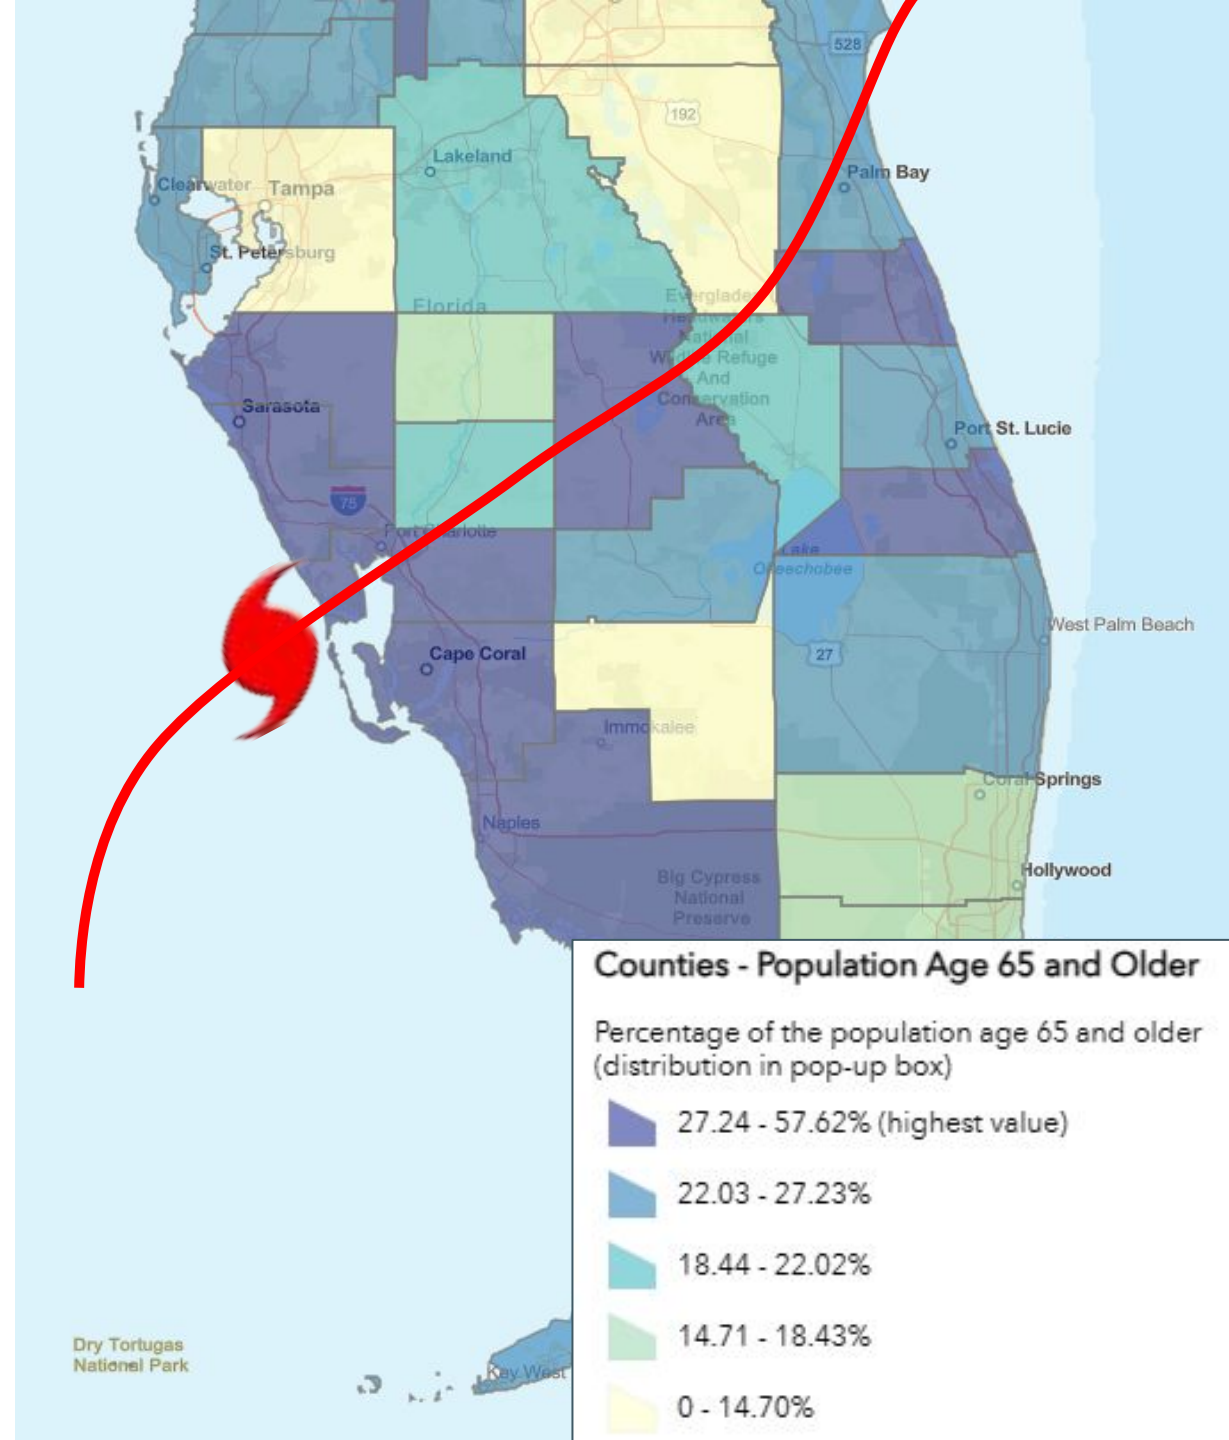 528
192
Lakeland
Palm Bay
Clearwater
Tampa
St. Petersburg
Florida
Everglades
Headwaters
National
Wildlife Refuge
And
Conservation
Area
Sarasota
Port St. Lucie
75
Port Charlotte
Lake
Okeechobee
West Palm Beach
Cape Coral
27
Immokalee
Coral Springs
Naples
Hollywood
Big Cypress
National
Preserve
Counties - Population Age 65 and Older
Percentage of the population age 65 and older
(distribution in pop-up box)
27.24 - 57.62% (highest value)
22.03 - 27.23%
18.44 - 22.02%
14.71 - 18.43%
0 - 14.70%
Dry Tortugas
National Park
Key West